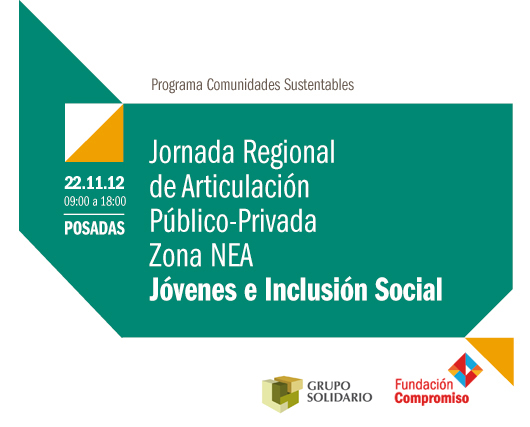 Programa Comunidades Sustentables
22.11.12
09:00 a 18:00
POSADAS
Jornada Regional
de Articulación
Público-Privada
Zona NEA
Jóvenes e Inclusión Social
GRUPO
SOLIDARIO
Fundación
Compromiso